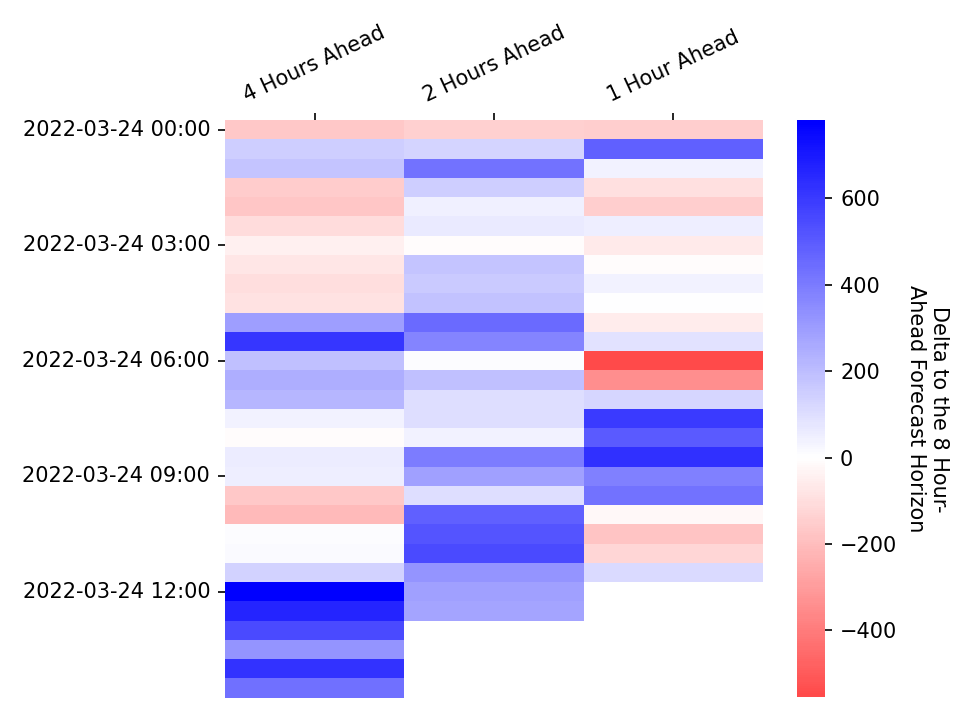 4 Hours Ahead
2 Hours Ahead
1 Hour Ahead
2022-03-24 00:00
2022-03-24 03:00
2022-03-24 06:00
2022-03-24 09:00
2022-03-24 12:00
600
400
200
0
−200
−400
Delta to the 8 Hour-
Ahead Forecast Horizon